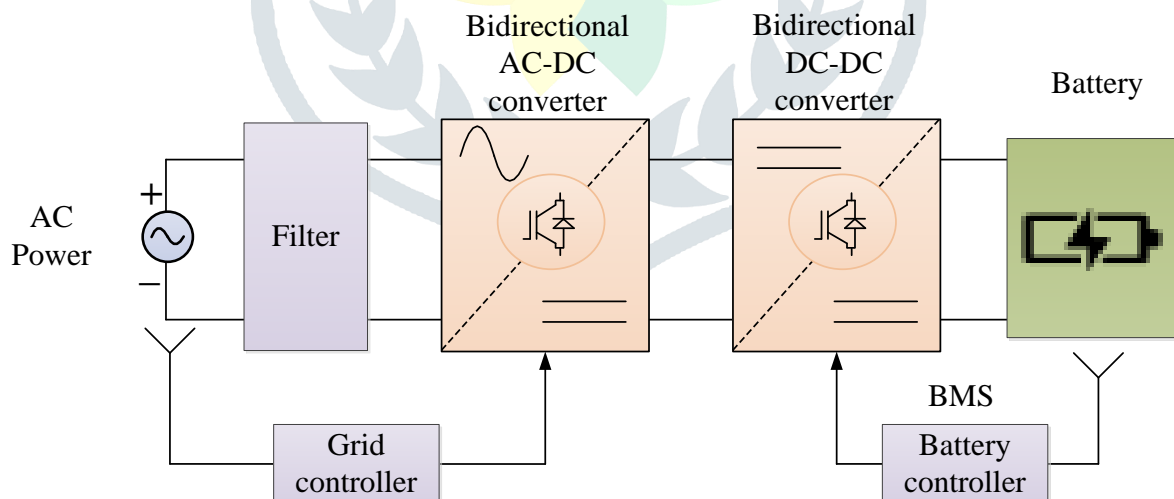 Bidirectional
AC-DC
converter
Bidirectional
DC-DC
converter
Battery
AC
Power
+
−
Filter
Grid
controller
BMS
Battery
controller